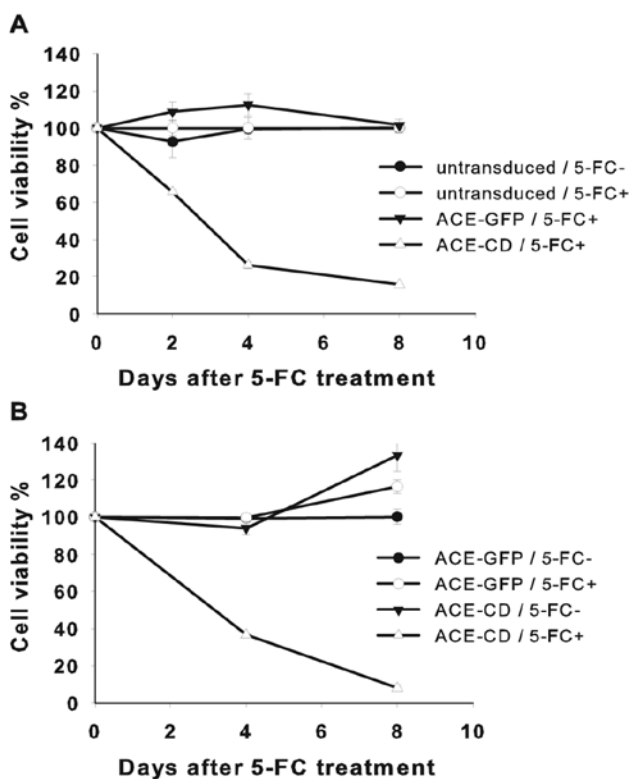 A
140
120
100
80
60
40
20
0
Cell viability %
untransduced / 5-FC-
untransduced / 5-FC+
ACE-GFP / 5-FC+
ACE-CD / 5-FC+
0 2 4 6 8 10
Days after 5-FC treatment
B
140
120
100
80
60
40
20
0
Cell viability %
ACE-GFP / 5-FC-
ACE-GFP / 5-FC+
ACE-CD / 5-FC-
ACE-CD / 5-FC+
0 2 4 6 8 10
Days after 5-FC treatment